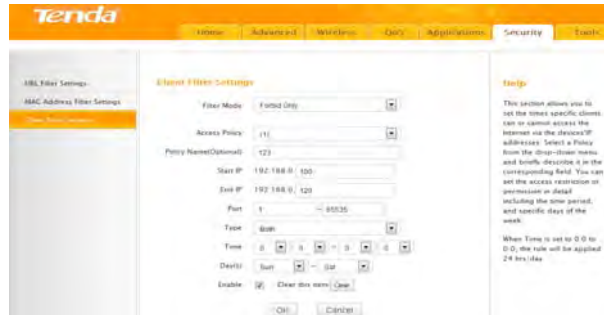 Tenda
Home Advanced Wireless QoS Applications Security Tools
URL Filter Settings
MAC Address Filter Settings
Client Filter Settings
Client Filter Settings
Filter Mode Forbid Only
Access Policy (1)
Policy Name(Optional) 123
Start IP 192.168.0. 100
End IP 192.168.0. 120
Port 1 ~ 65535
Type Both
Time 0 : 0 ~ 0 : 0
Day(s) Sun ~ Sat
Enable Clear this item: Clear
OK Cancel
Help
This section allows you to
set the times specific clients
can or cannot access the
Internet via the devices'IP
addresses. Select a Policy
from the drop-down menu
and briefly describe it in the
corresponding field. You can
set the access restriction or
permission in detail
including the time period,
and specific days of the
week.
When Time is set to 0:0 to
0:0, the rule will be applied
24 hrs/day.